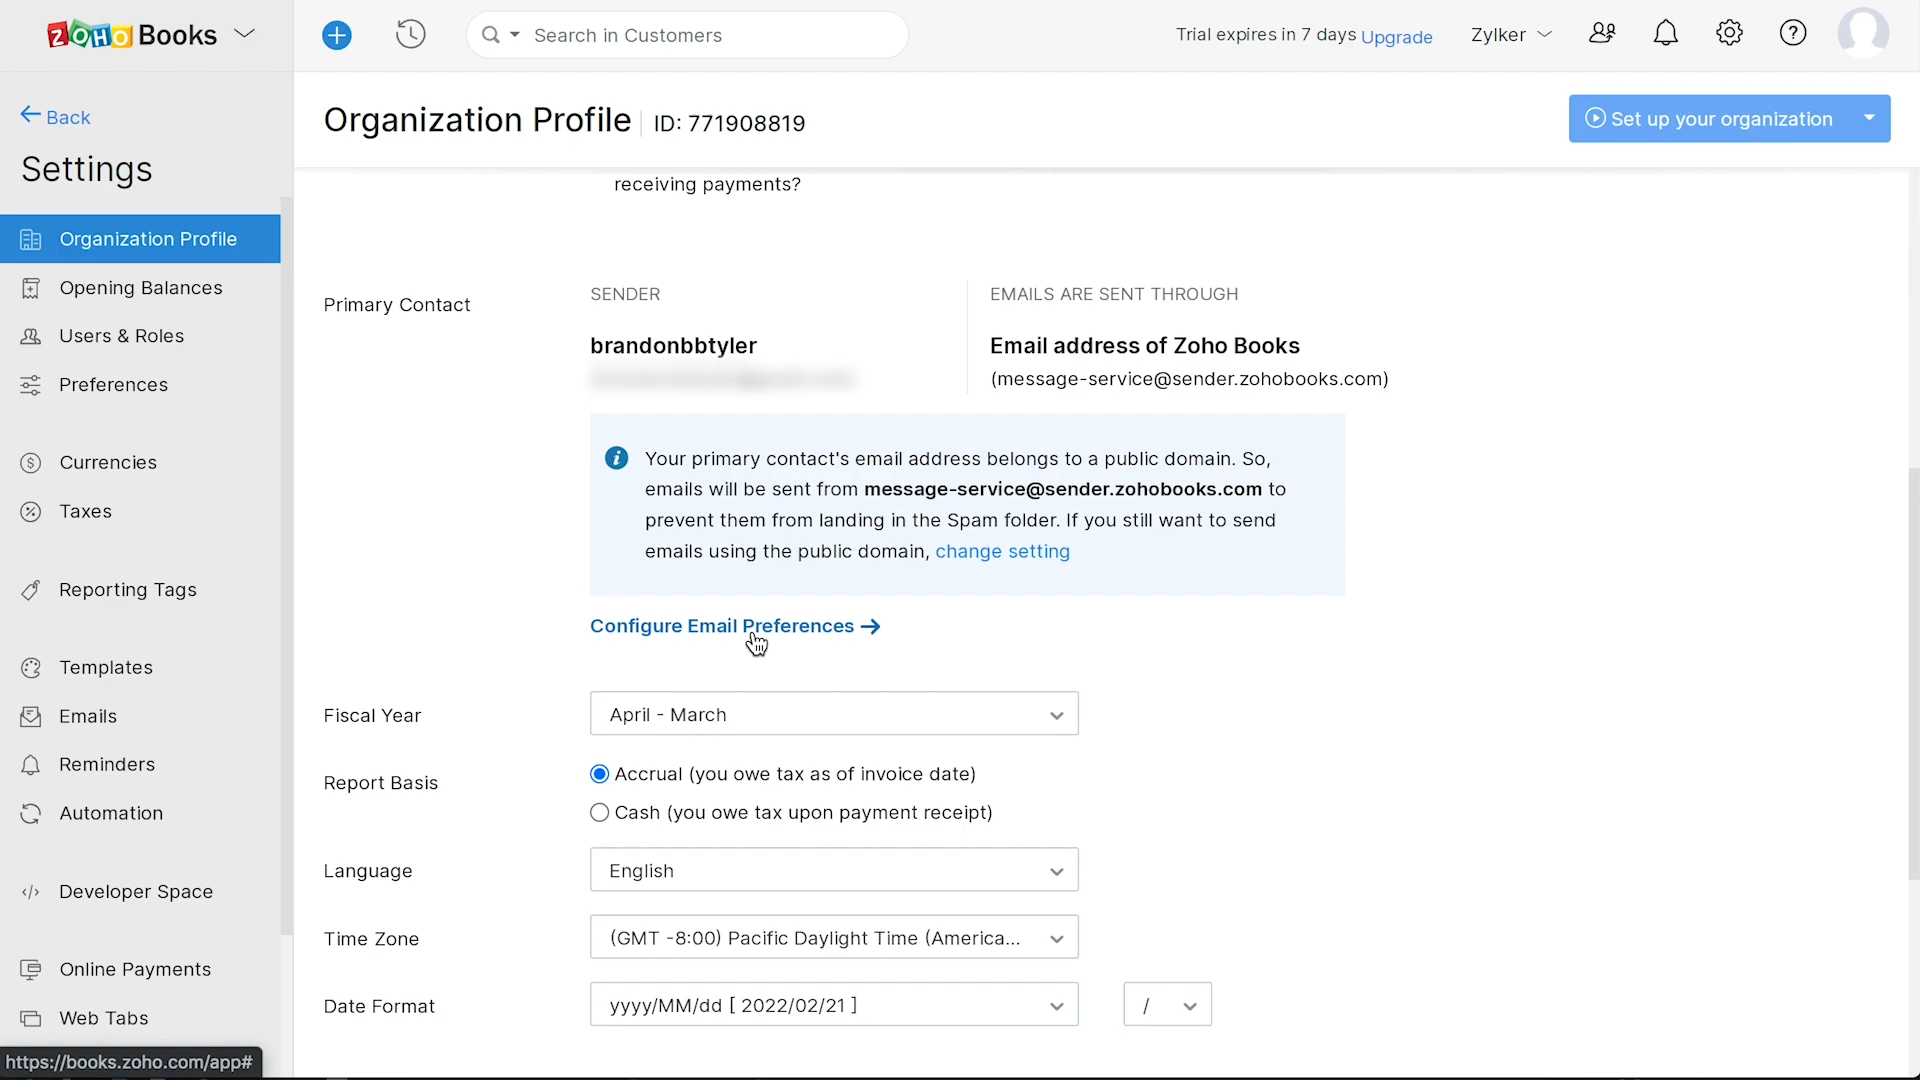 ZOHO Books
Search in Customers
Trial expires in 7 days Upgrade
Zylker
Back
Settings
Organization Profile
Opening Balances
Users & Roles
Preferences
Currencies
Taxes
Reporting Tags
Templates
Emails
Reminders
Automation
Developer Space
Online Payments
Web Tabs
https://books.zoho.com/app#
Organization Profile ID: 771908819
Set up your organization
receiving payments?
Primary Contact
SENDER
brandonbbtyler
EMAILS ARE SENT THROUGH
Email address of Zoho Books
(message-service@sender.zohobooks.com)
Your primary contact's email address belongs to a public domain. So,
emails will be sent from message-service@sender.zohobooks.com to
prevent them from landing in the Spam folder. If you still want to send
emails using the public domain, change setting
Configure Email Preferences
Fiscal Year
April - March
Report Basis
Accrual (you owe tax as of invoice date)
Cash (you owe tax upon payment receipt)
Language
English
Time Zone
(GMT -8:00) Pacific Daylight Time (America...
Date Format
yyyy/MM/dd [ 2022/02/21 ]
/